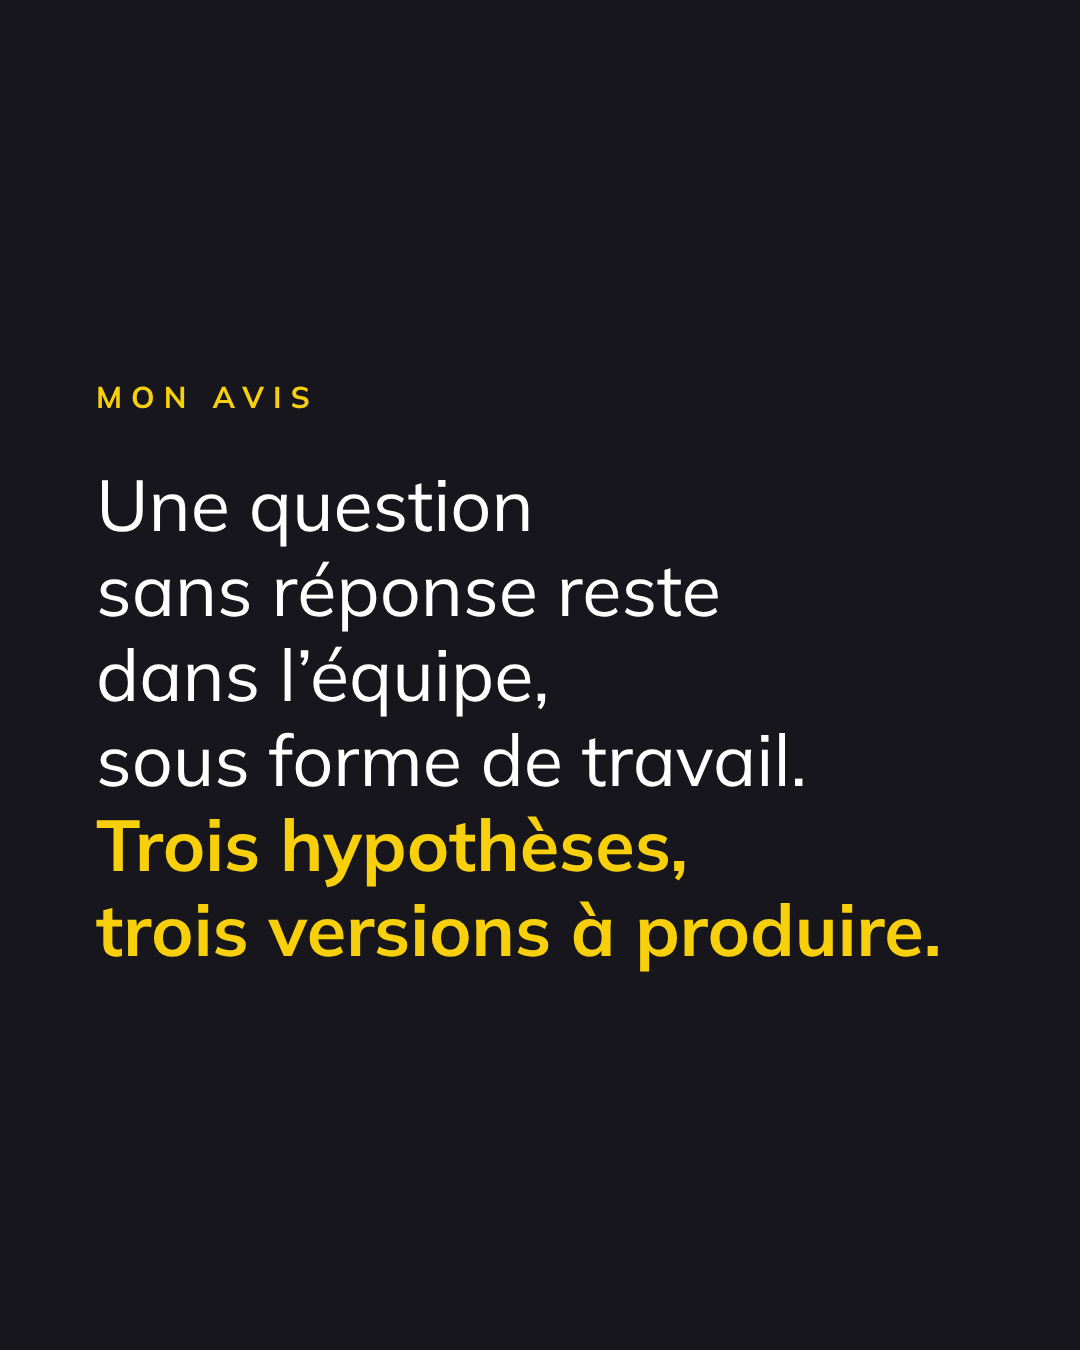 MON AVIS
Une question
sans réponse reste
dans l’équipe,
sous forme de travail.
Trois hypothèses,
trois versions à produire.